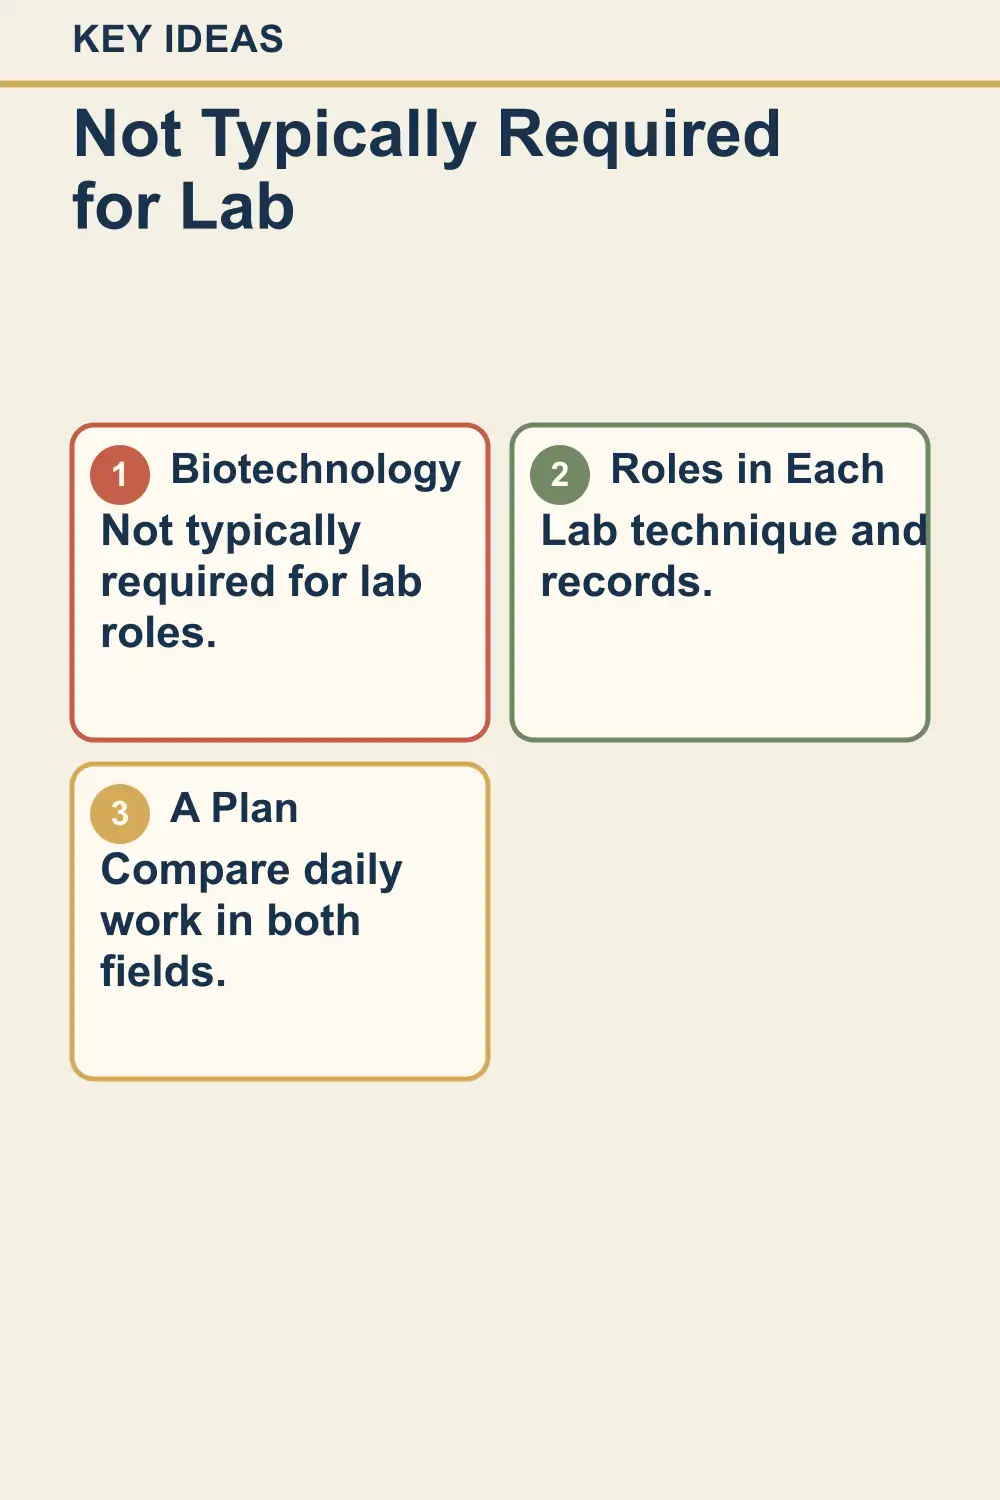 KEY IDEAS
Not Typically Required
for Lab
1 Biotechnology
Not typically
required for lab
roles.
2 Roles in Each
Lab technique and
records.
3 A Plan
Compare daily
work in both
fields.